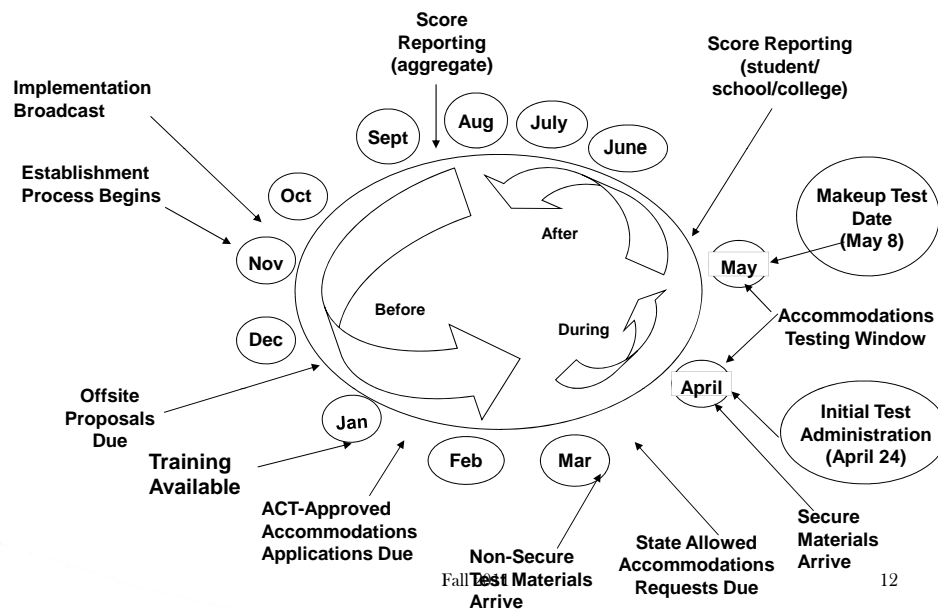 Score
Reporting
(aggregate)
Score Reporting
(student/
school/college)
Implementation
Broadcast
Establishment
Process Begins
Sept
Aug
July
June
Oct
Nov
Dec
Jan
Feb
Mar
April
May
After
Before
During
Makeup Test
Date
(May 8)
Accommodations
Testing Window
Initial Test
Administration
(April 24)
Offsite
Proposals
Due
Training
Available
ACT-Approved
Accommodations
Applications Due
Non-Secure
Test Materials
Arrive
State Allowed
Accommodations
Requests Due
Secure
Materials
Arrive
Fall
12